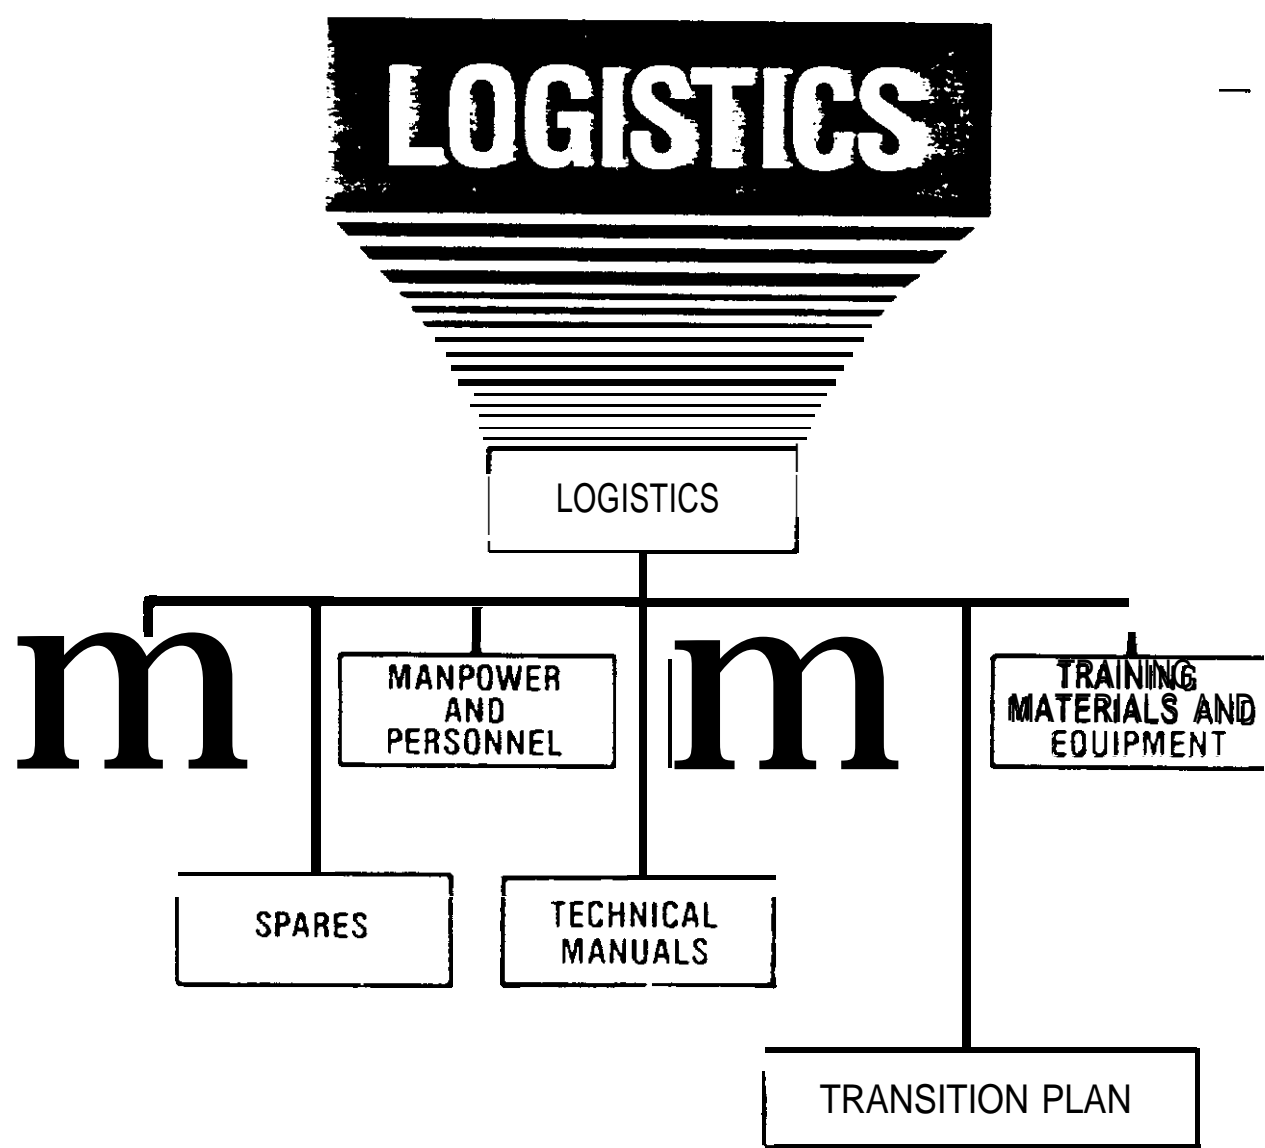 LOGISTICS
LOGISTICS
m
MANPOWER
AND
PERSONNEL
m
TRAINING
MATERIALS AND
EQUIPMENT
SPARES
TECHNICAL
MANUALS
TRANSITION PLAN